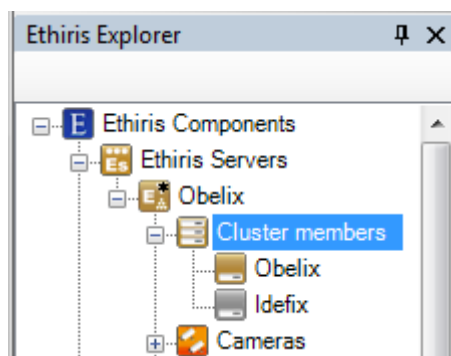 Ethiris Explorer
Ethiris Components
Ethiris Servers
Obelix
Cluster members
Obelix
Idefix
Cameras